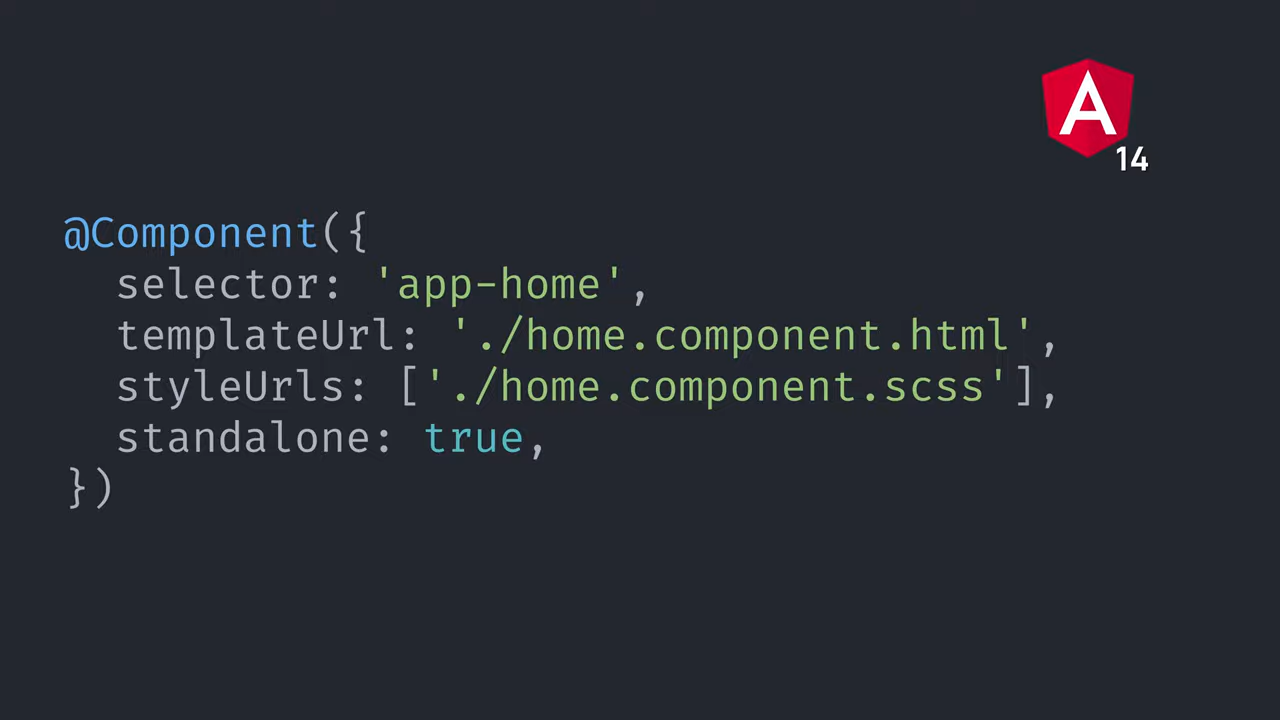 A
14
@Component({
  selector: 'app-home',
  templateUrl: './home.component.html',
  styleUrls: ['./home.component.scss'],
  standalone: true,
})